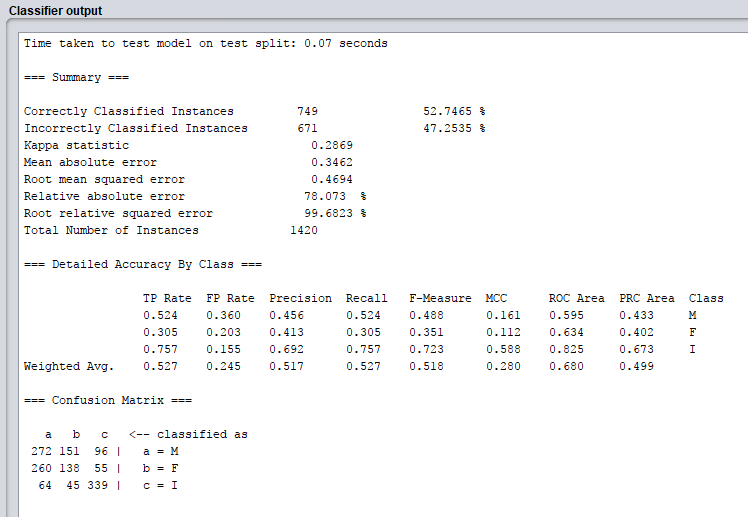 Classifier output
Time taken to test model on test split: 0.07 seconds
=== Summary ===
Correctly Classified Instances 749 52.7465 %
Incorrectly Classified Instances 671 47.2535 %
Kappa statistic 0.2869
Mean absolute error 0.3462
Root mean squared error 0.4694
Relative absolute error 78.073 %
Root relative squared error 99.6823 %
Total Number of Instances 1420
=== Detailed Accuracy By Class ===
TP Rate FP Rate Precision Recall F-Measure MCC ROC Area PRC Area Class
0.524 0.360 0.456 0.524 0.488 0.161 0.595 0.433 M
0.305 0.203 0.413 0.305 0.351 0.112 0.634 0.402 F
0.757 0.155 0.692 0.757 0.723 0.588 0.825 0.673 I
Weighted Avg. 0.527 0.245 0.517 0.527 0.518 0.280 0.680 0.499
=== Confusion Matrix ===
a b c <-- classified as
272 151 96 | a = M
260 138 55 | b = F
64 45 339 | c = I